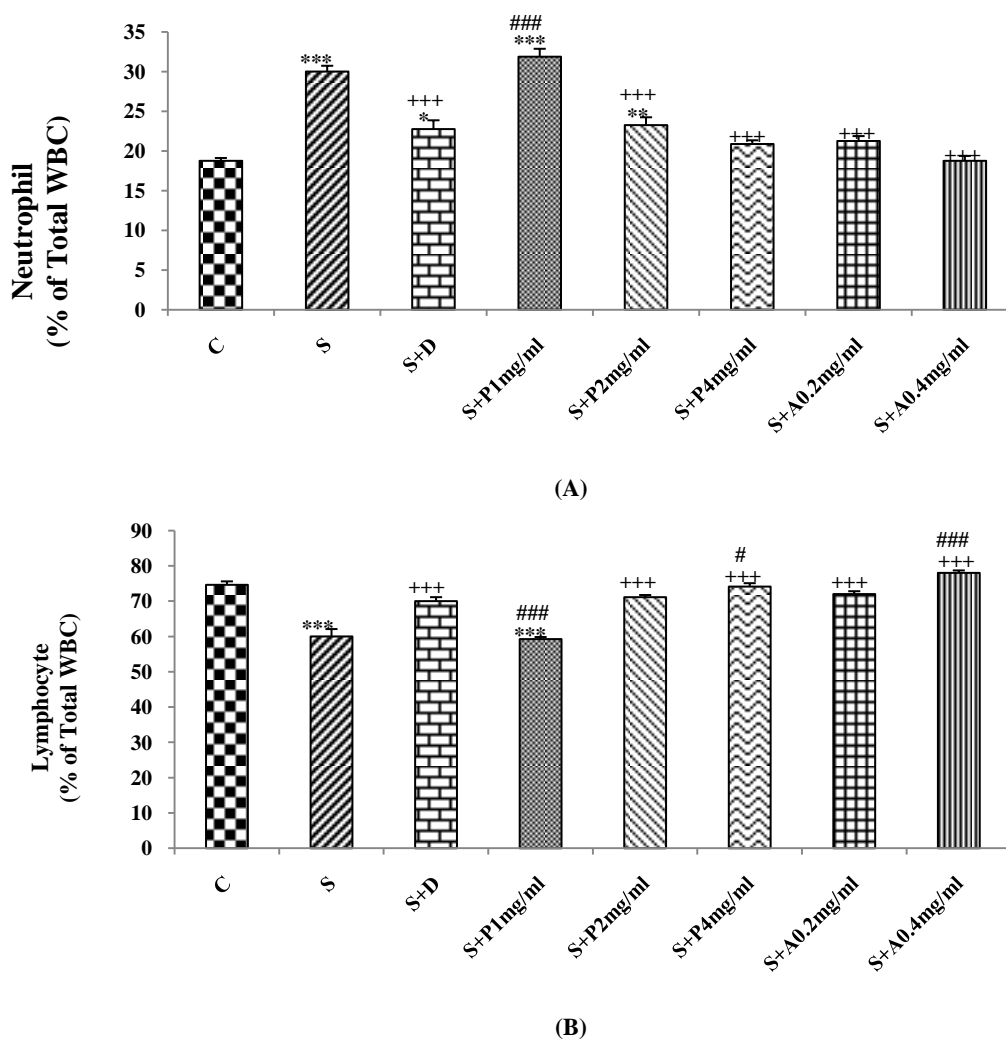 Neutrophil
(% of Total WBC)
35
30
25
20
15
10
5
0
***
+++
*
###
***
+++
**
+++
+++
+++
C
S
S+D
S+P1mg/ml
S+P2mg/ml
S+P4mg/ml
S+A0.2mg/ml
S+A0.4mg/ml
(A)
Lymphocyte
(% of Total WBC)
90
80
70
60
50
40
30
20
10
0
***
+++
###
***
+++
#
+++
+++
###
+++
C
S
S+D
S+P1mg/ml
S+P2mg/ml
S+P4mg/ml
S+A0.2mg/ml
S+A0.4mg/ml
(B)